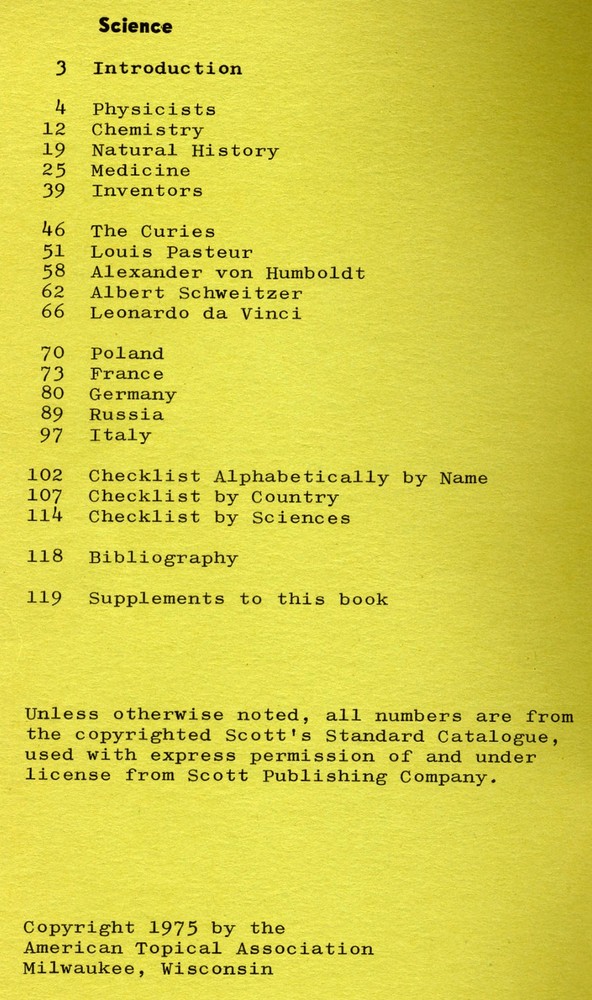 Science
3 Introduction
4 Physicists
12 Chemistry
19 Natural History
25 Medicine
39 Inventors
46 The Curies
51 Louis Pasteur
58 Alexander von Humboldt
62 Albert Schweitzer
66 Leonardo da Vinci
70 Poland
73 France
80 Germany
89 Russia
97 Italy
102 Checklist Alphabetically by Name
107 Checklist by Country
114 Checklist by Sciences
118 Bibliography
119 Supplements to this book
Unless otherwise noted, all numbers are from
the copyrighted Scott's Standard Catalogue,
used with express permission of and under
license from Scott Publishing Company.
Copyright 1975 by the
American Topical Association
Milwaukee, Wisconsin